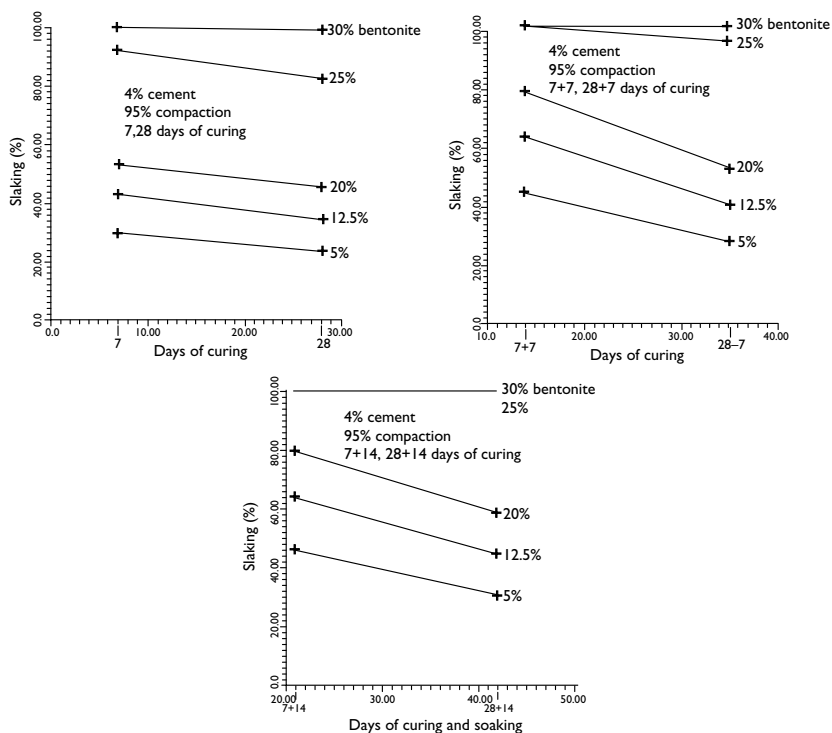 100.00
80.00
60.00
40.00
20.00
0.0
Slaking (%)
30% bentonite
25%
4% cement
95% compaction
7,28 days of curing
20%
12.5%
5%
0.0
10.00
20.00
30.00
7
28
Days of curing
100.00
80.00
60.00
40.00
20.00
0.0
Slaking (%)
30% bentonite
25%
4% cement
95% compaction
7+7, 28+7 days of curing
20%
12.5%
5%
10.0
20.00
30.00
40.00
7+7
28–7
Days of curing
100.00
80.00
60.00
40.00
20.00
0.0
Slaking (%)
30% bentonite
25%
4% cement
95% compaction
7+14, 28+14 days of curing
20%
12.5%
5%
20.00
30.00
40.00
50.00
7+14
28+14
Days of curing and soaking